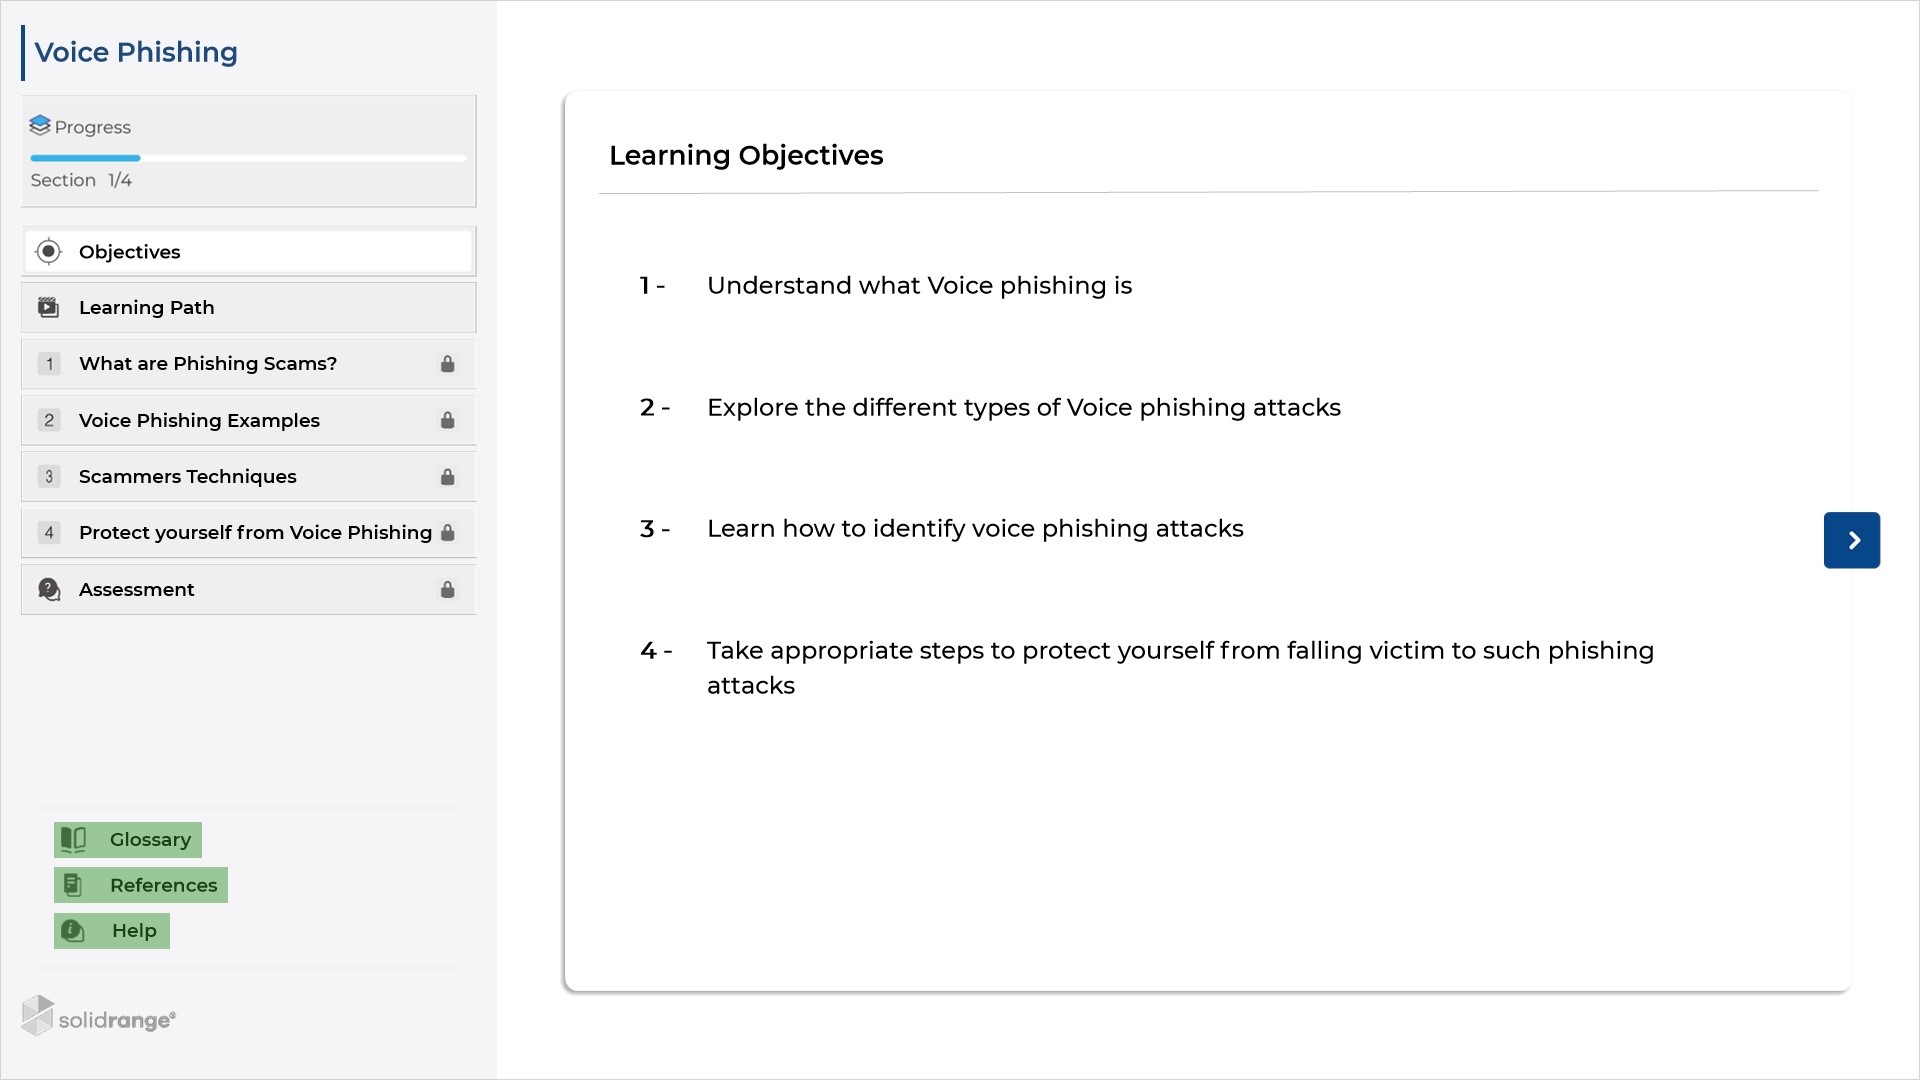 Voice Phishing
Progress
Section 1/4
Objectives
Learning Path
1 What are Phishing Scams?
2 Voice Phishing Examples
3 Scammers Techniques
4 Protect yourself from Voice Phishing
? Assessment
Glossary
References
i Help
solidrange®
Learning Objectives
1 - Understand what Voice phishing is
2 - Explore the different types of Voice phishing attacks
3 - Learn how to identify voice phishing attacks
4 - Take appropriate steps to protect yourself from falling victim to such phishing
attacks